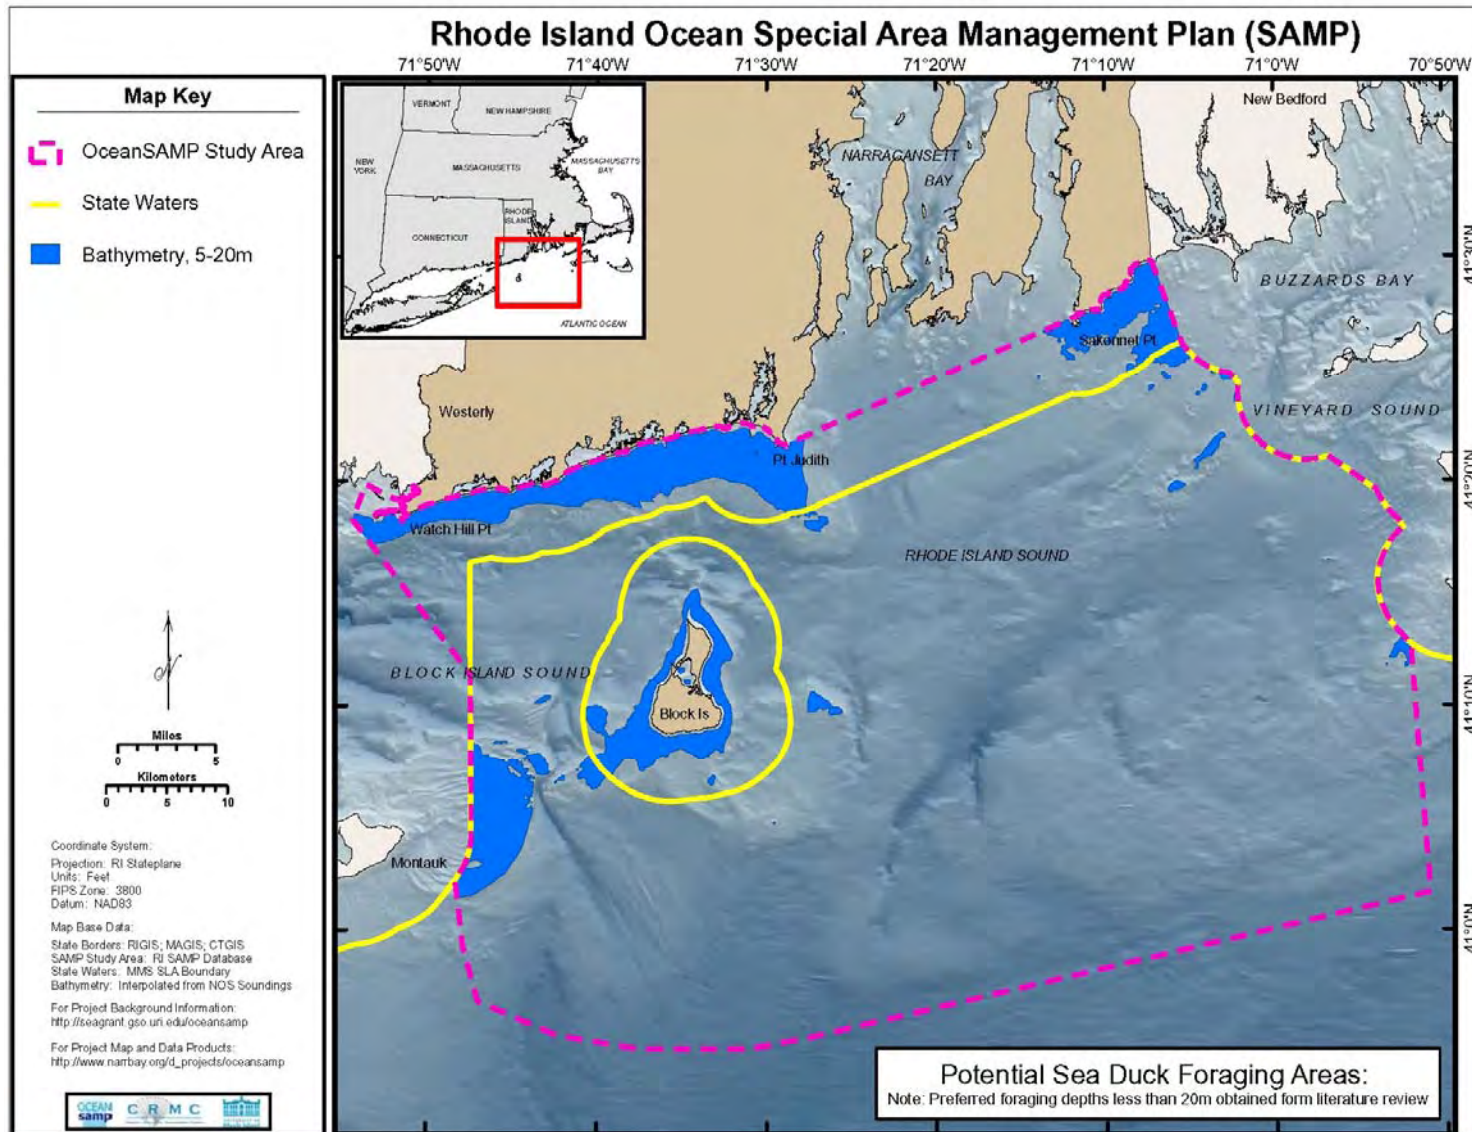 Rhode Island Ocean Special Area Management Plan (SAMP)
71°50'W 71°40'W 71°30'W 71°20'W 71°10'W 71°0'W 70°50'W
Map Key
OceanSAMP Study Area
State Waters
Bathymetry, 5-20m
Miles
0 5
Kilometers
0 5 10
Coordinate System:
Projection: RI Stateplane
Units: Feet
FIPS Zone: 3800
Datum: NAD83
Map Base Data:
State Borders: RIGIS; MAGIS; CTGIS
SAMP Study Area: RI SAMP Database
State Waters: MMS SLA Boundary
Bathymetry: Interpolated from NOS Soundings
For Project Background Information:
http://seagrant.gso.uri.edu/oceansamp
For Project Map and Data Products:
http://www.narrbay.org/d_projects/oceansamp
OCEAN
samp
CRMC
VERMONT
NEW HAMPSHIRE
NEW
YORK
MASSACHUSETTS
MASSACHUSETTS
BAY
RHODE
ISLAND
CONNECTICUT
ATLANTIC OCEAN
New Bedford
NARRAGANSETT
BAY
BUZZARDS BAY
41°30'N
Sakonnet Pt
Westerly
VINEYARD SOUND
Pt Judith
41°20'N
Watch Hill Pt
RHODE ISLAND SOUND
BLOCK ISLAND SOUND
Block Is
41°10'N
Montauk
41°0'N
Potential Sea Duck Foraging Areas:
Note: Preferred foraging depths less than 20m obtained form literature review